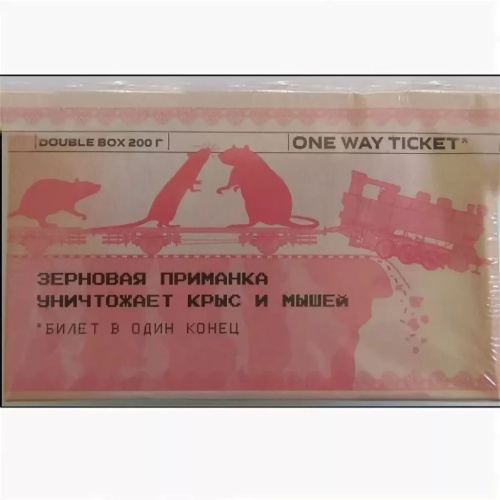 DOUBLE BOX 200 Г
ONE WAY TICKET*
ЗЕРНОВАЯ ПРИМАНКА
УНИЧТОЖАЕТ КРЫС И МЫШЕЙ
*БИЛЕТ В ОДИН КОНЕЦ